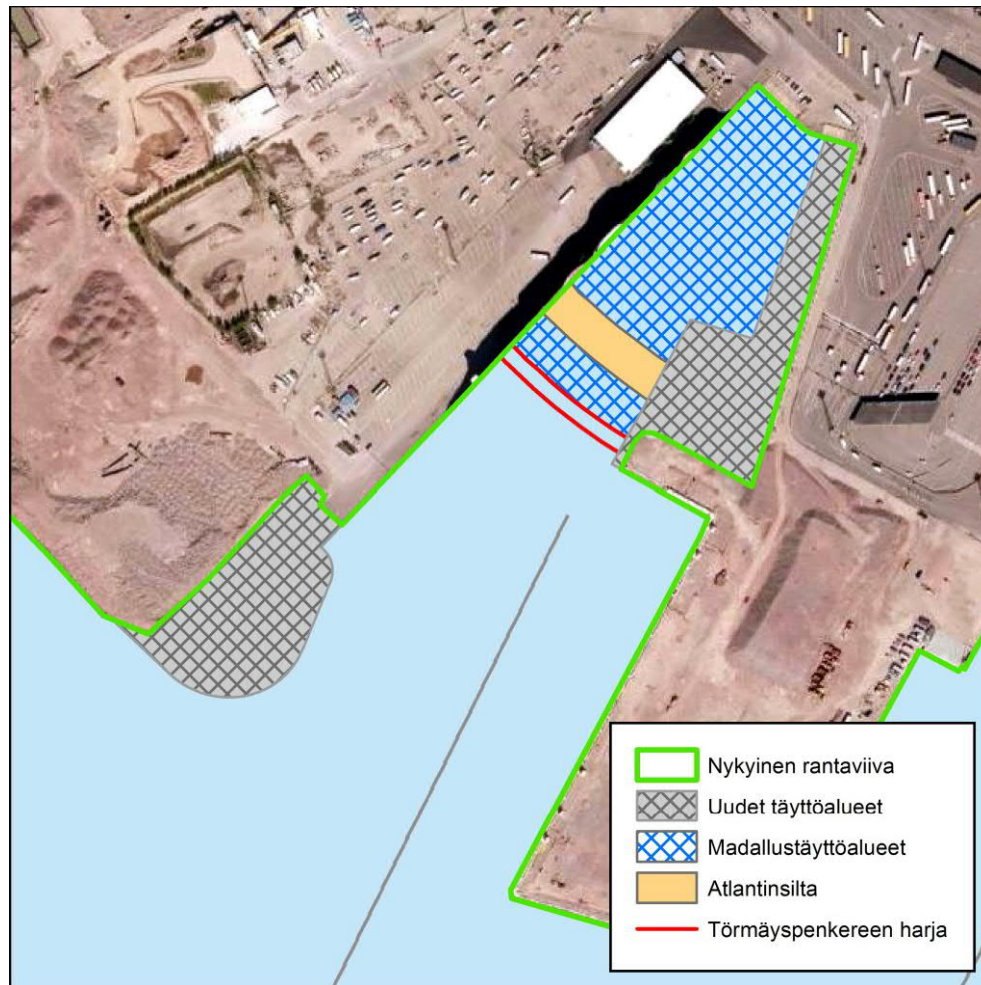 Nykyinen rantaviiva
Uudet täyttöalueet
Madallustäyttöalueet
Atlantinsilta
Törmäyspenkereen harja